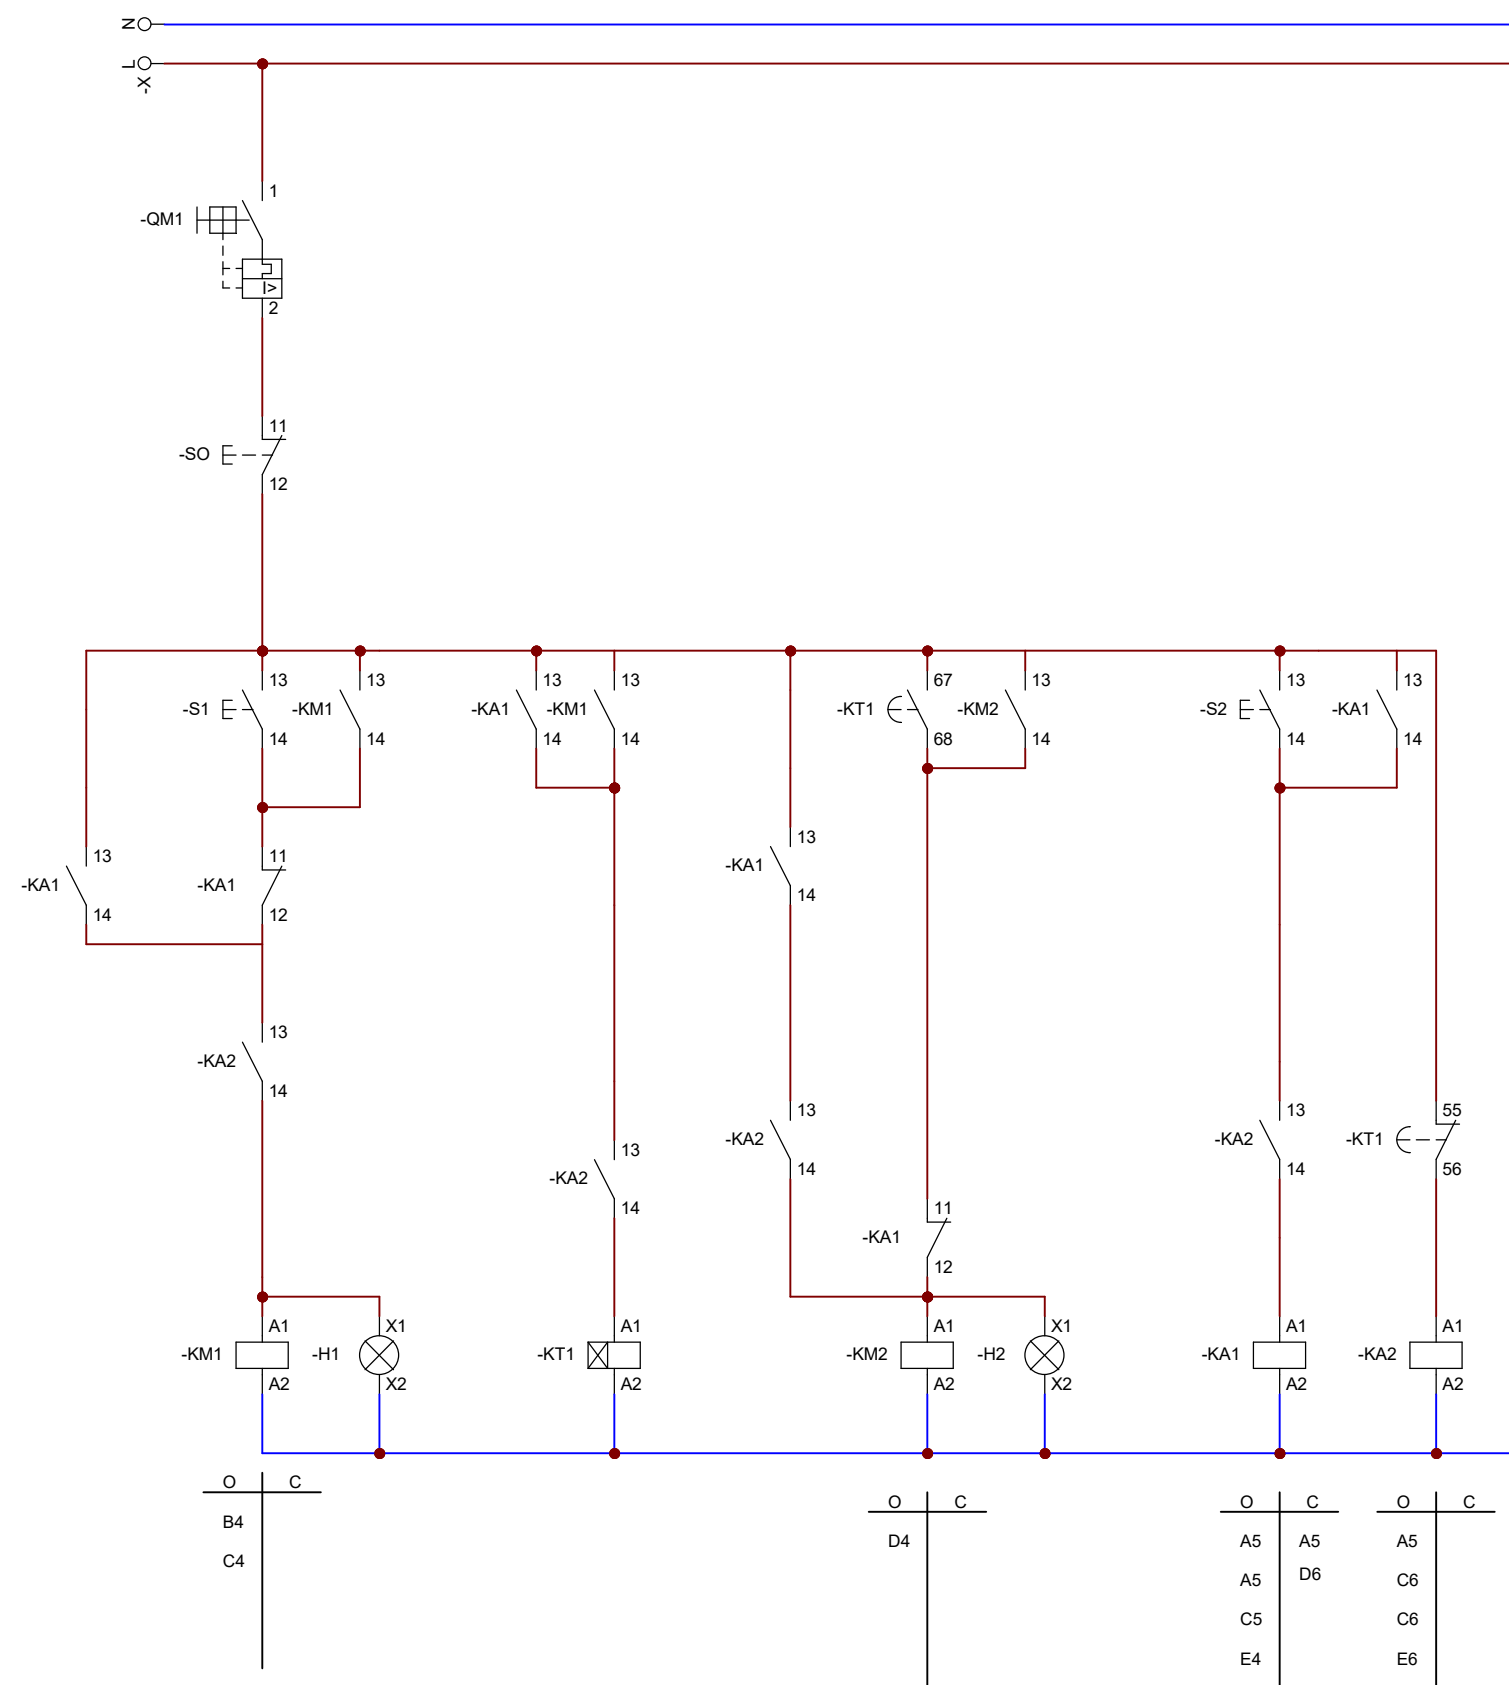 N
L
-X
1
-QM1
I>
2
11
-SO
12
13
-S1
14
13
-KM1
14
13
-KA1
14
13
-KM1
14
67
-KT1
68
13
-KM2
14
13
-S2
14
13
-KA1
14
13
-KA1
14
11
-KA1
12
13
-KA1
14
13
-KA2
14
13
-KA2
14
13
-KA2
14
13
-KA2
14
55
-KT1
56
11
-KA1
12
A1
-KM1
A2
X1
-H1
X2
A1
-KT1
A2
A1
-KM2
A2
X1
-H2
X2
A1
-KA1
A2
A1
-KA2
A2
O C
B4
C4
O C
D4
O C
A5 A5
A5 D6
C5
E4
O C
A5
C6
C6
E6